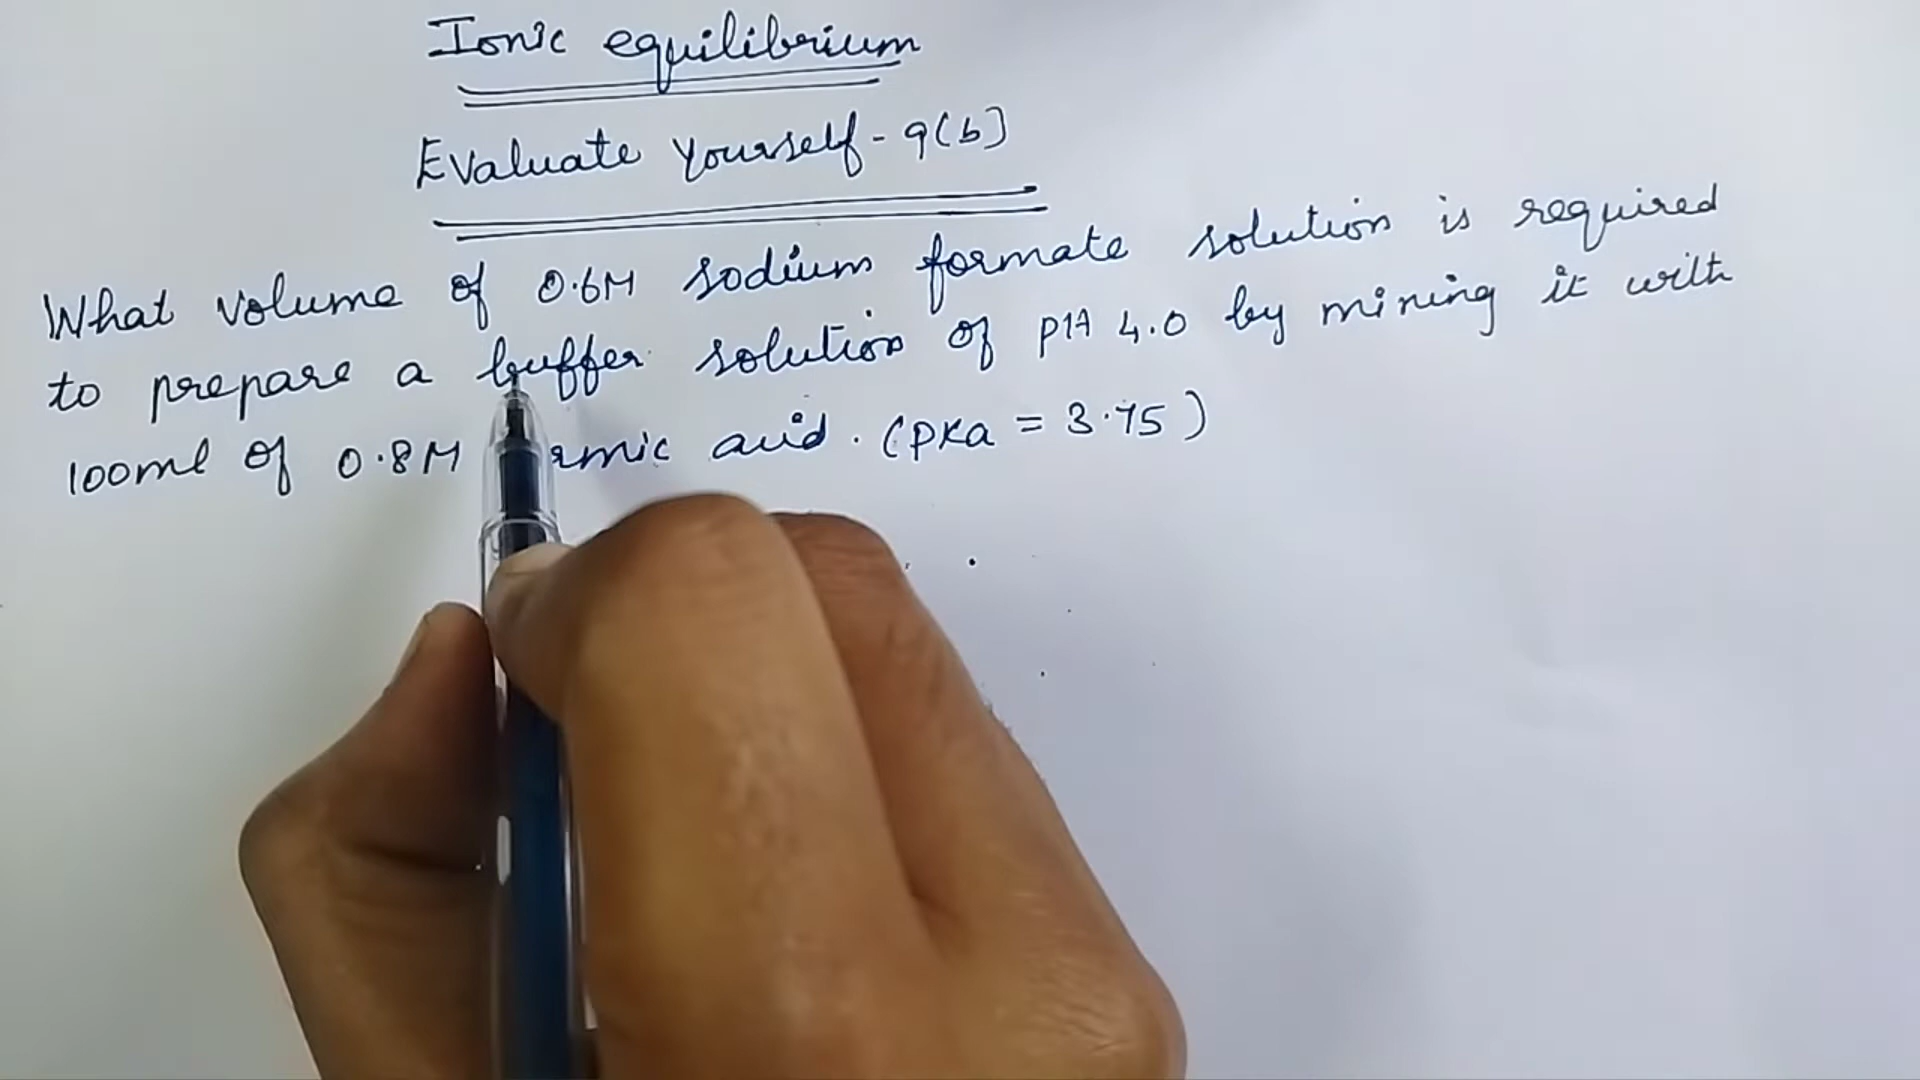 Ionic equilibrium
Evaluate yourself - 9(b)
What volume of 0.6M sodium formate solution is required
to prepare a buffer solution of pH 4.0 by mixing it with
100ml of 0.8M acid. (pKa = 3.75)